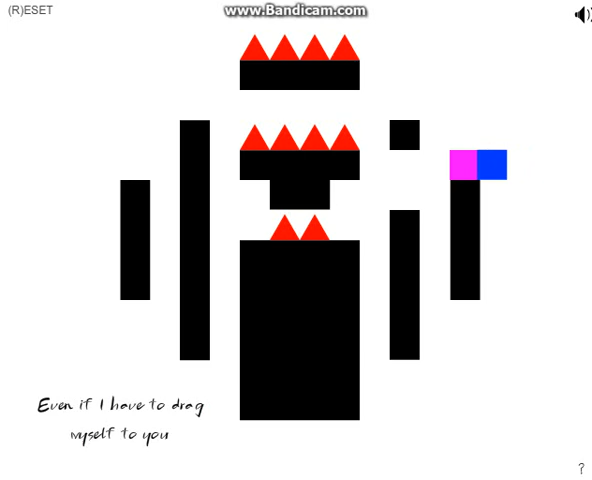 (R)ESET
www.Bandicam.com
Even if I have to drag
myself to you
?